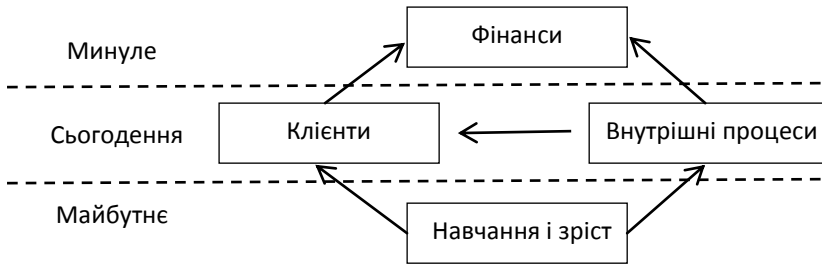 Фінанси
Минуле
Сьогодення
Клієнти
Внутрішні процеси
Майбутнє
Навчання і зріст